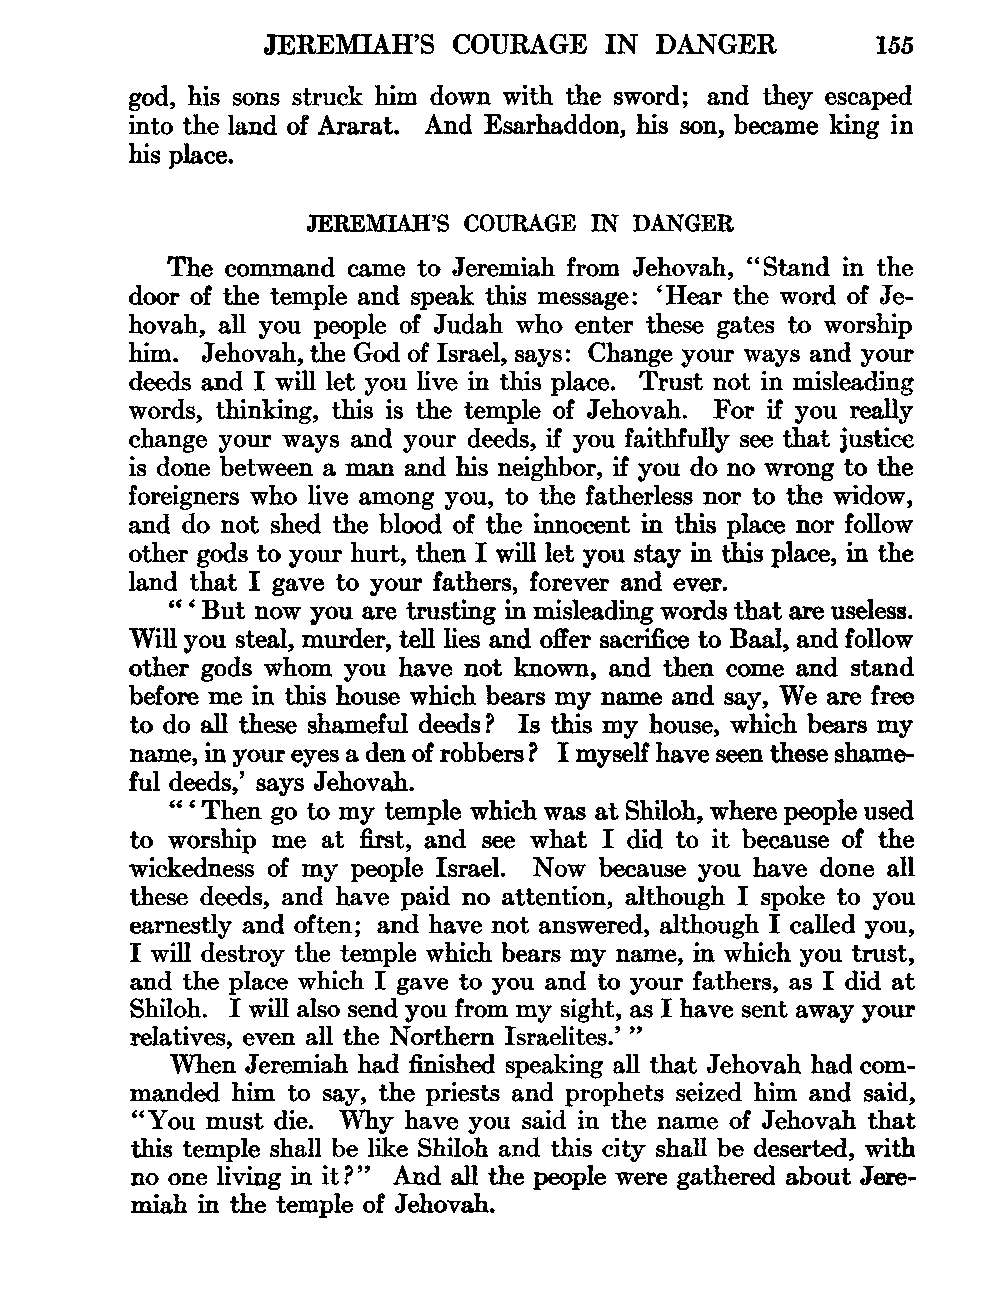 JEREMIAH'S COURAGE IN DANGER 155
god, his sons struck him down with the sword; and they escaped
into the land of Ararat. And Esarhaddon, his son, became king in
his place.
JEREMIAH'S COURAGE IN DANGER
The command came to Jeremiah from Jehovah, “Stand in the
door of the temple and speak this message: ‘Hear the word of Je-
hovah, all you people of Judah who enter these gates to worship
him. Jehovah, the God of Israel, says: Change your ways and your
deeds and I will let you live in this place. Trust not in misleading
words, thinking, this is the temple of Jehovah. For if you really
change your ways and your deeds, if you faithfully see that justice
is done between a man and his neighbor, if you do no wrong to the
foreigners who live among you, to the fatherless nor to the widow,
and do not shed the blood of the innocent in this place nor follow
other gods to your hurt, then I will let you stay in this place, in the
land that I gave to your fathers, forever and ever.
“‘But now you are trusting in misleading words that are useless.
Will you steal, murder, tell lies and offer sacrifice to Baal, and follow
other gods whom you have not known, and then come and stand
before me in this house which bears my name and say, We are free
to do all these shameful deeds? Is this my house, which bears my
name, in your eyes a den of robbers? I myself have seen these shame-
ful deeds,’ says Jehovah.
“‘Then go to my temple which was at Shiloh, where people used
to worship me at first, and see what I did to it because of the
wickedness of my people Israel. Now because you have done all
these deeds, and have paid no attention, although I spoke to you
earnestly and often; and have not answered, although I called you,
I will destroy the temple which bears my name, in which you trust,
and the place which I gave to you and to your fathers, as I did at
Shiloh. I will also send you from my sight, as I have sent away your
relatives, even all the Northern Israelites.’”
When Jeremiah had finished speaking all that Jehovah had com-
manded him to say, the priests and prophets seized him and said,
“You must die. Why have you said in the name of Jehovah that
this temple shall be like Shiloh and this city shall be deserted, with
no one living in it?” And all the people were gathered about Jere-
miah in the temple of Jehovah.